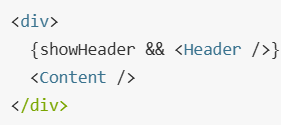 <div>
  {showHeader && <Header />}
  <Content />
</div>